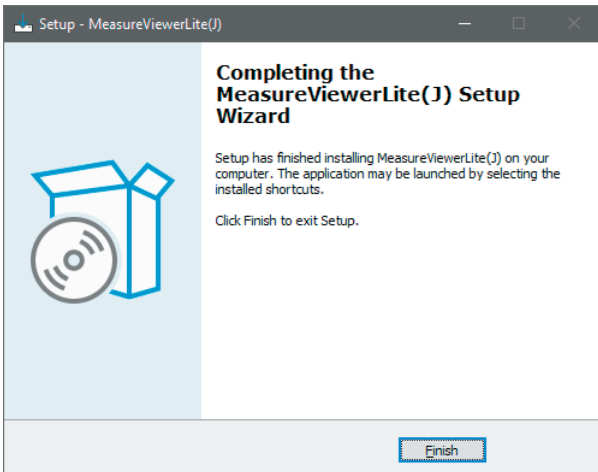 Setup - MeasureViewerLite(J)
Completing the
MeasureViewerLite(J) Setup
Wizard
Setup has finished installing MeasureViewerLite(J) on your
computer. The application may be launched by selecting the
installed shortcuts.
Click Finish to exit Setup.
Finish